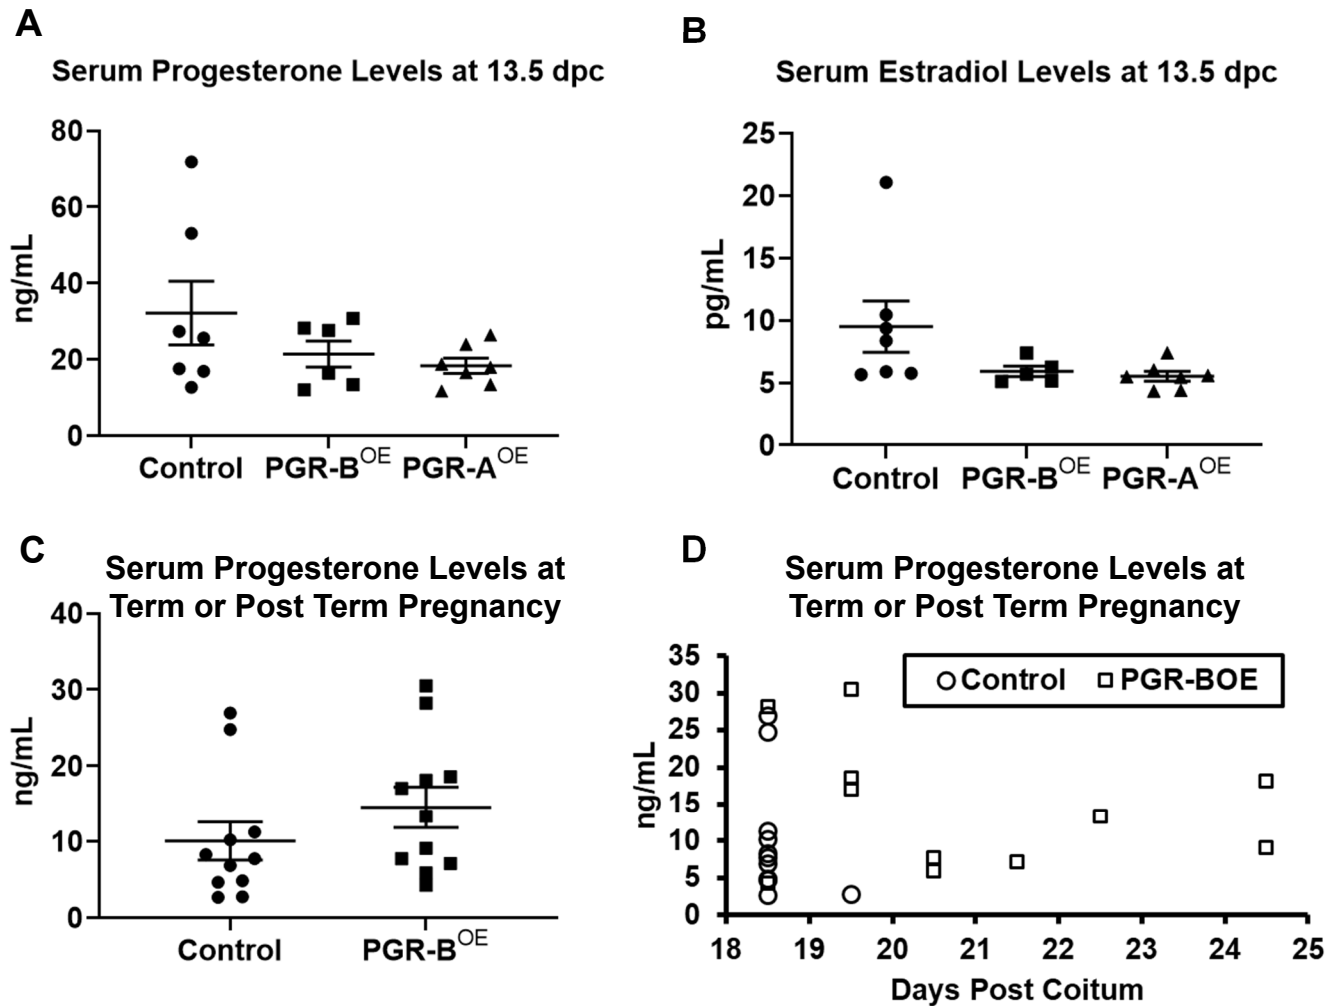 A
Serum Progesterone Levels at 13.5 dpc
ng/mL
80
60
40
20
0
Control PGR-B^OE PGR-A^OE
B
Serum Estradiol Levels at 13.5 dpc
pg/mL
25
20
15
10
5
0
Control PGR-B^OE PGR-A^OE
C
Serum Progesterone Levels at
Term or Post Term Pregnancy
ng/mL
40
30
20
10
0
Control PGR-B^OE
D
Serum Progesterone Levels at
Term or Post Term Pregnancy
Control PGR-BOE
ng/mL
35
30
25
20
15
10
5
0
18 19 20 21 22 23 24 25
Days Post Coitum